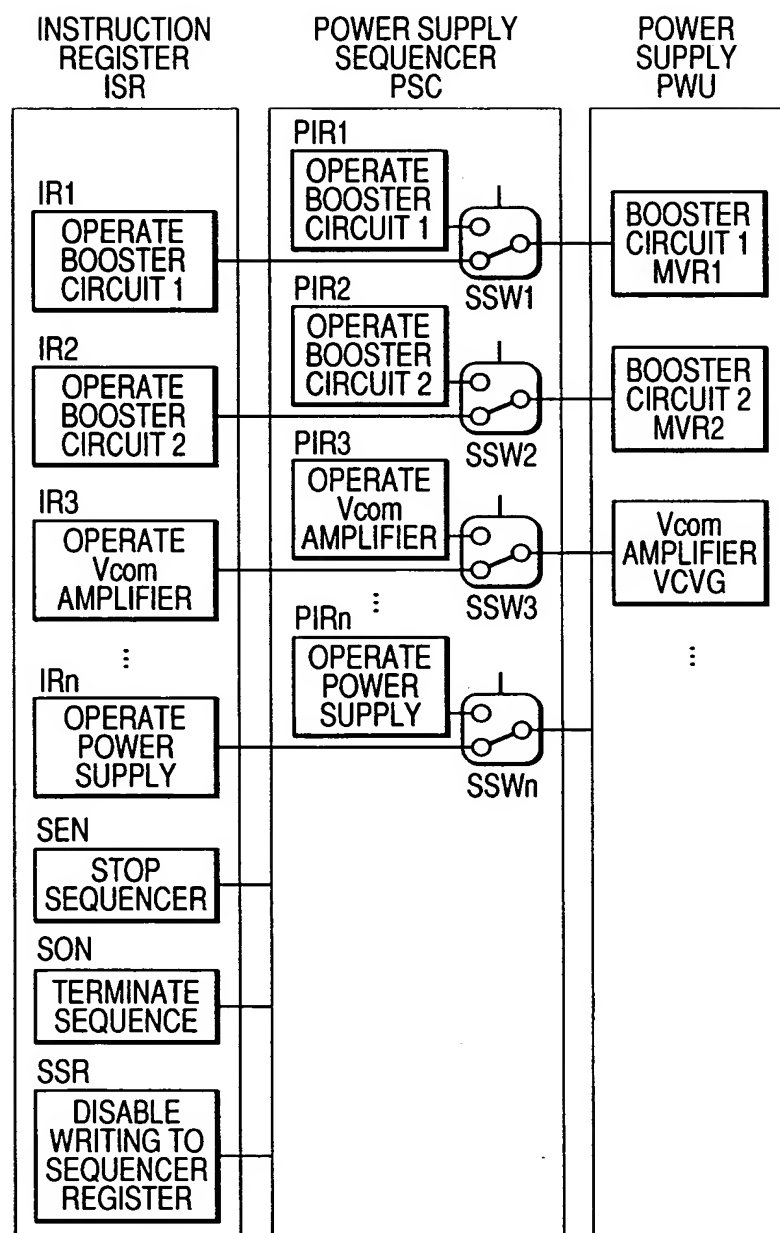 INSTRUCTION
REGISTER
ISR
POWER SUPPLY
SEQUENCER
PSC
POWER
SUPPLY
PWU
IR1
OPERATE
BOOSTER
CIRCUIT 1
PIR1
OPERATE
BOOSTER
CIRCUIT 1
SSW1
BOOSTER
CIRCUIT 1
MVR1
IR2
OPERATE
BOOSTER
CIRCUIT 2
PIR2
OPERATE
BOOSTER
CIRCUIT 2
SSW2
BOOSTER
CIRCUIT 2
MVR2
IR3
OPERATE
Vcom
AMPLIFIER
PIR3
OPERATE
Vcom
AMPLIFIER
SSW3
Vcom
AMPLIFIER
VCVG
⋮
⋮
⋮
IRn
OPERATE
POWER
SUPPLY
PIRn
OPERATE
POWER
SUPPLY
SSWn
SEN
STOP
SEQUENCER
SON
TERMINATE
SEQUENCE
SSR
DISABLE
WRITING TO
SEQUENCER
REGISTER